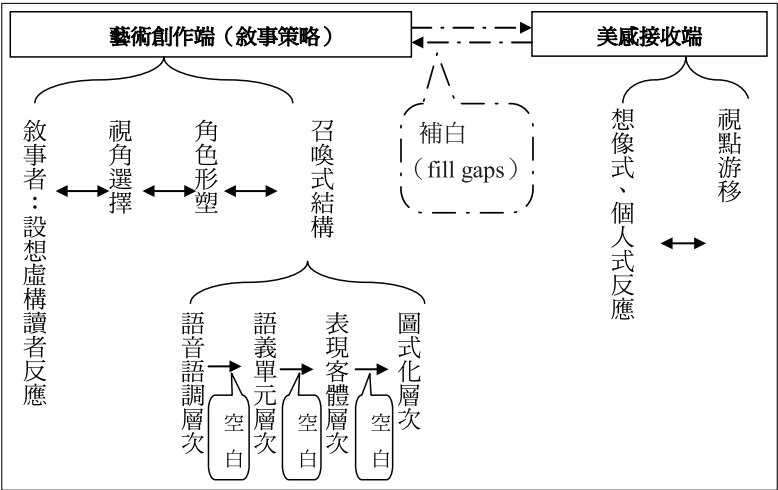 藝術創作端（敘事策略）
美感接收端
補白
（fill gaps）
敘事者：設想虛構讀者反應
視角選擇
角色形塑
召喚式結構
想像式、個人式反應
視點游移
語音語調層次
語義單元層次
表現客體層次
圖式化層次
空白
空白
空白